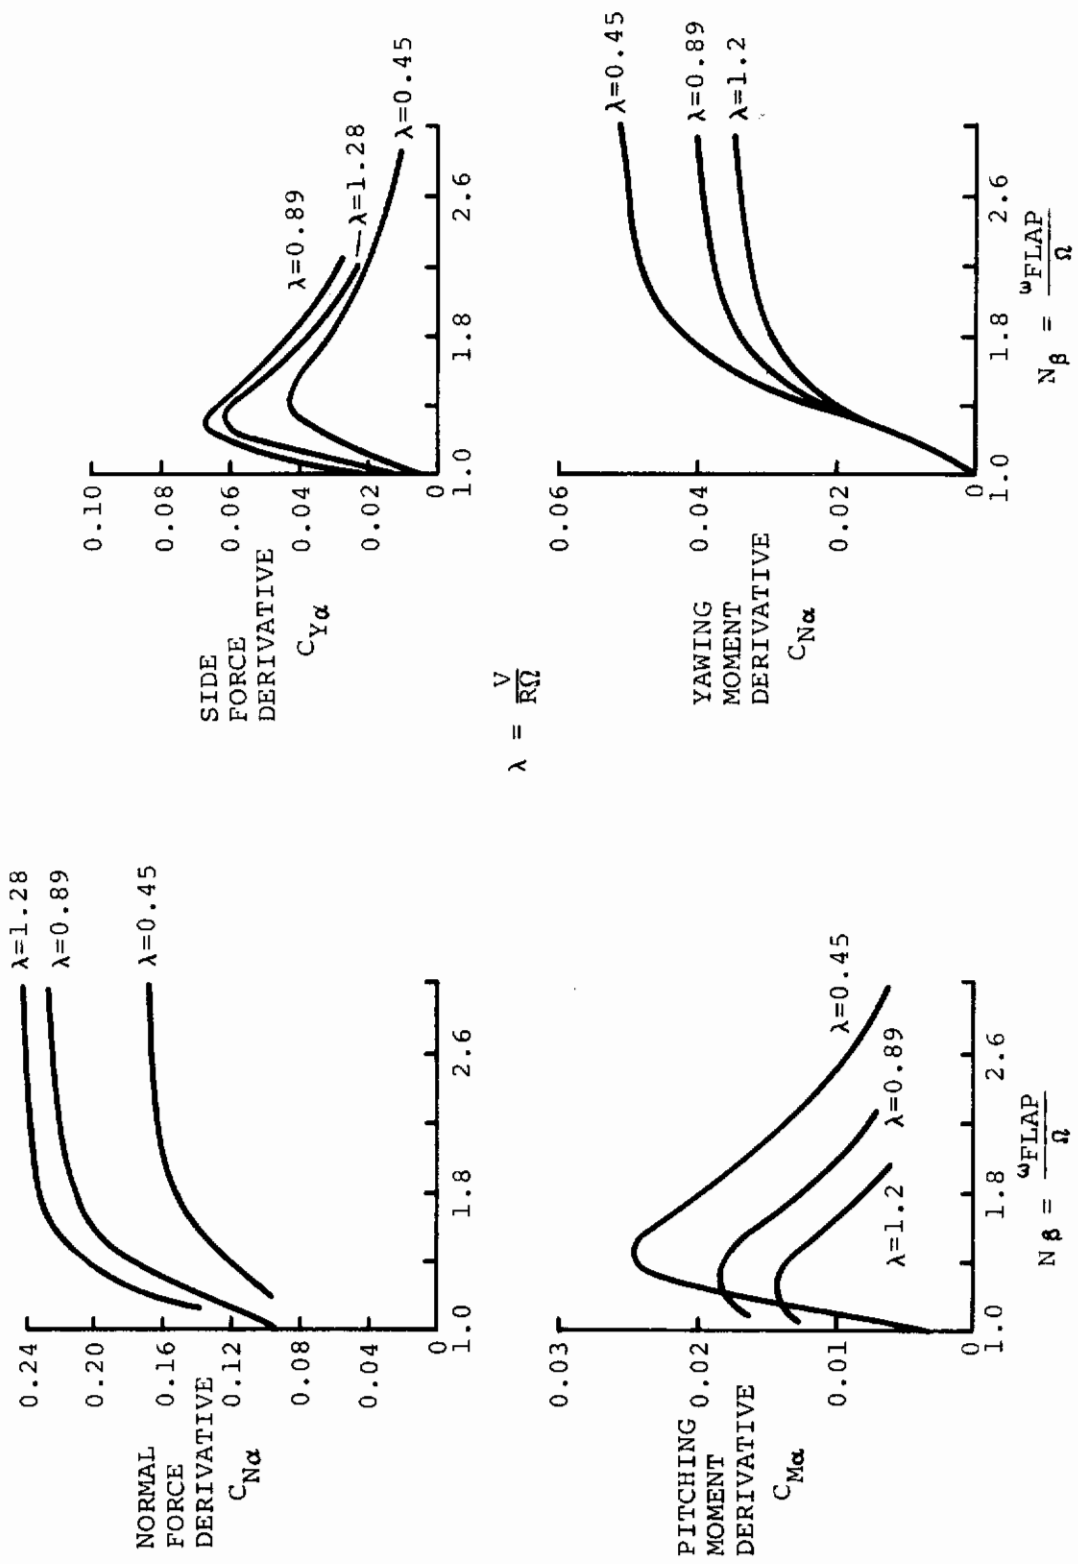 NORMAL
FORCE
DERIVATIVE
C_Nα
0.24
0.20
0.16
0.12
0.08
0.04
0
1.0
1.8
2.6
λ=1.28
λ=0.89
λ=0.45
SIDE
FORCE
DERIVATIVE
C_Yα
0.10
0.08
0.06
0.04
0.02
0
1.0
1.8
2.6
λ=0.89
λ=1.28
λ=0.45
λ = V/RΩ
PITCHING
MOMENT
DERIVATIVE
C_Mα
0.03
0.02
0.01
0
1.0
1.8
2.6
λ=0.45
λ=0.89
λ=1.2
N_β = ω_FLAP/Ω
YAWING
MOMENT
DERIVATIVE
C_Nα
0.06
0.04
0.02
0
1.0
1.8
2.6
λ=0.45
λ=0.89
λ=1.2
N_β = ω_FLAP/Ω